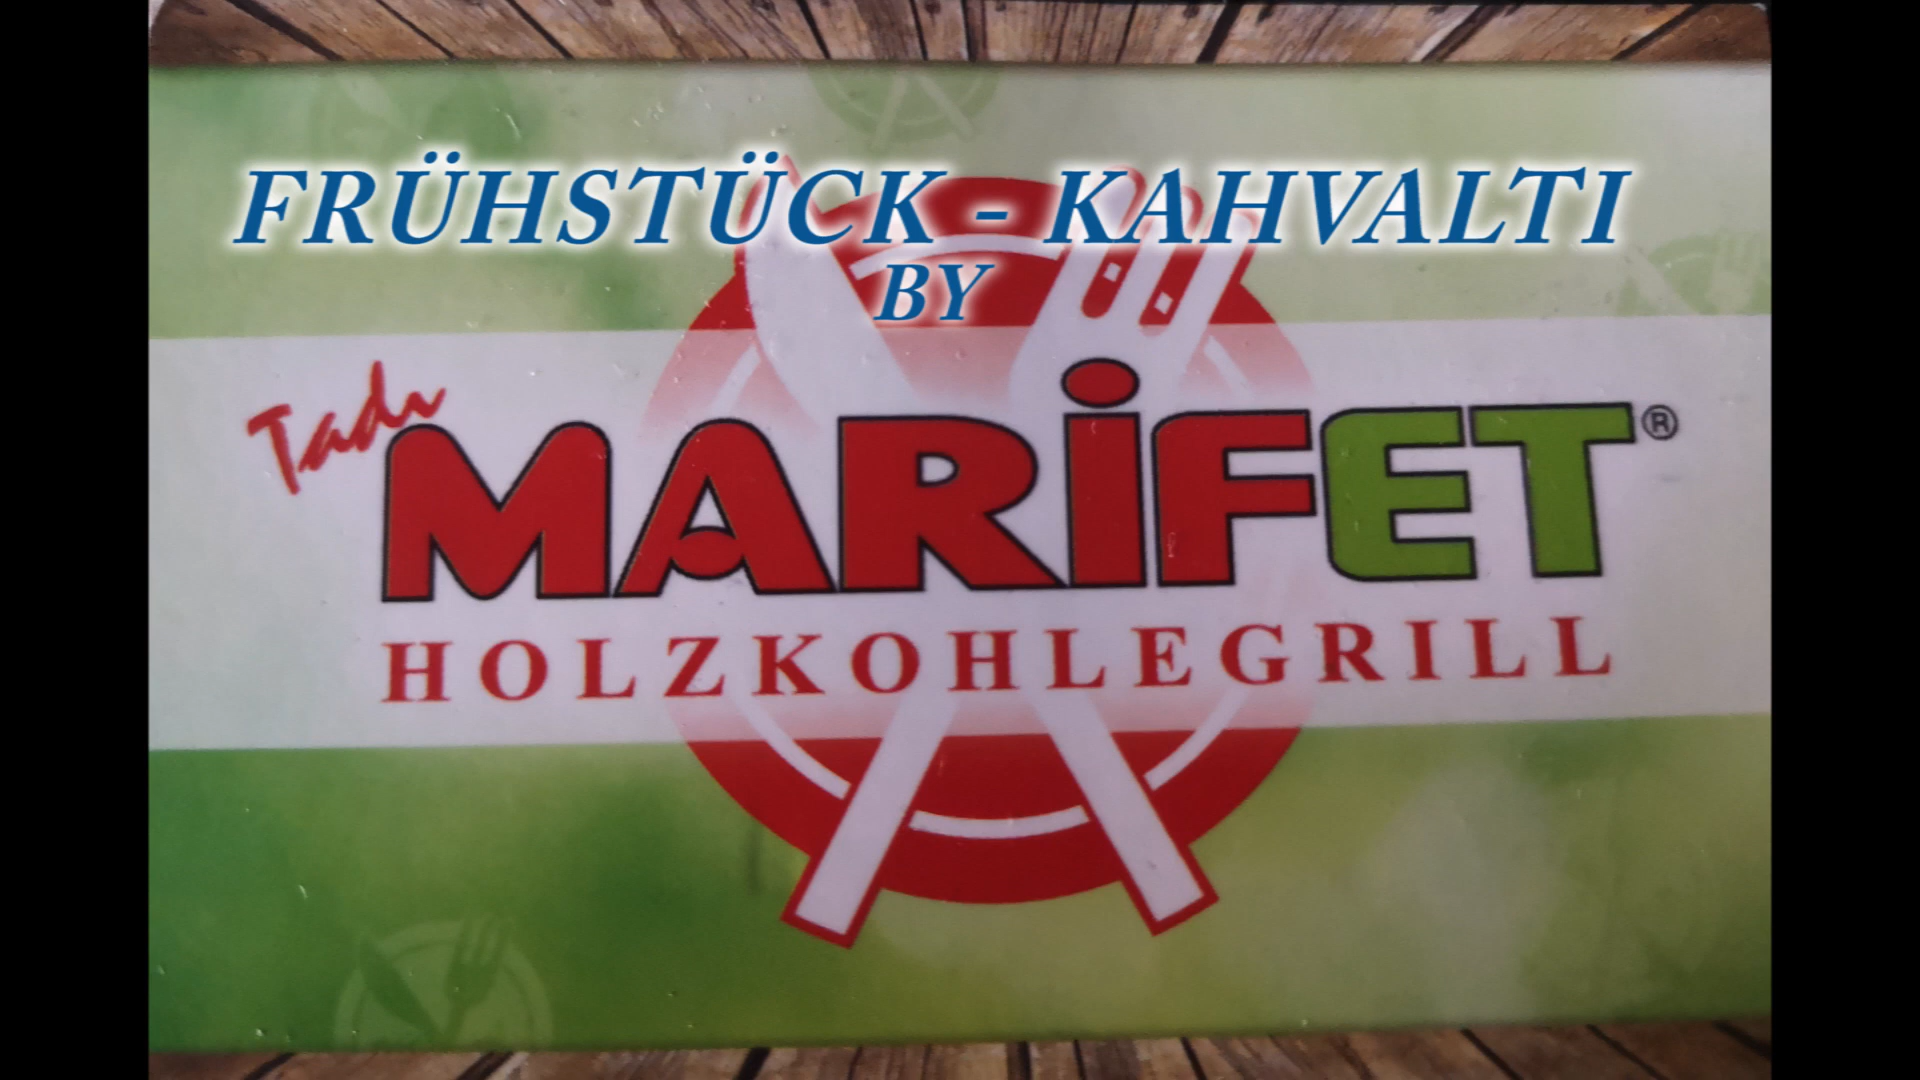 FRÜHSTÜCK - KAHVALTI
BY
Tadı
MARİFET®
HOLZKOHLEGRILL